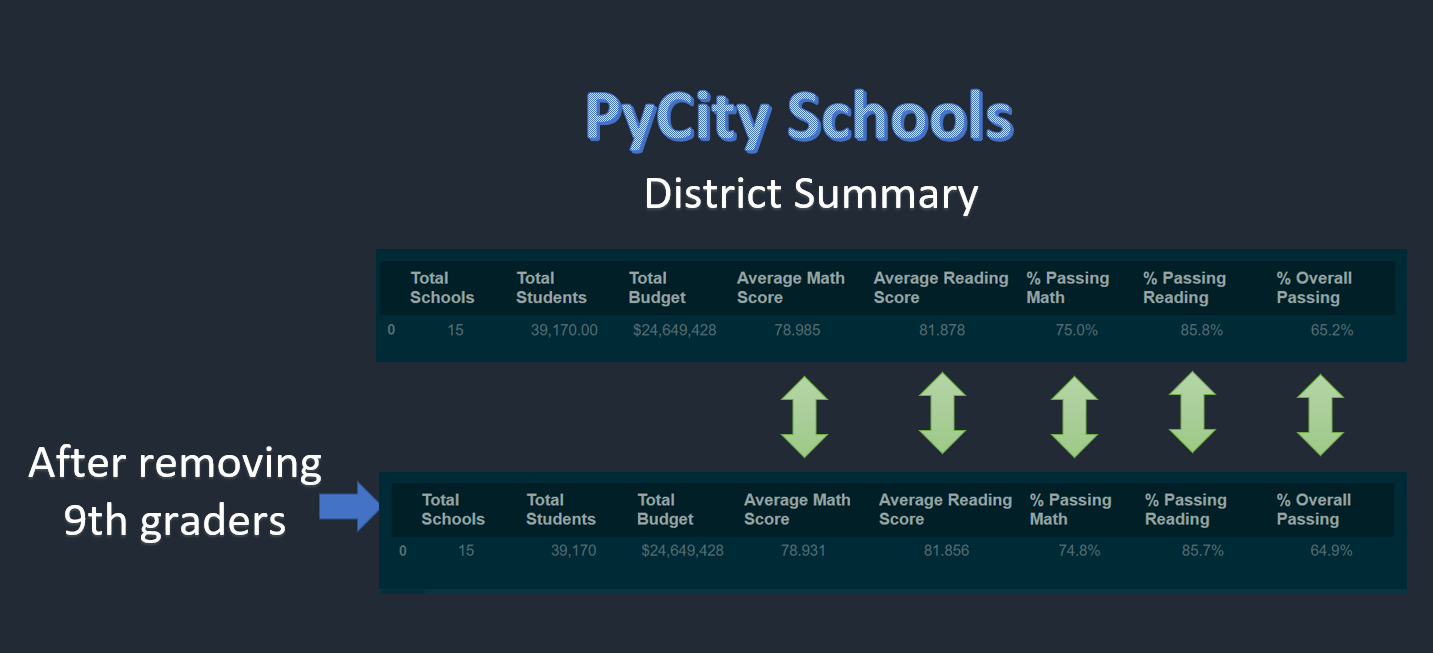 PyCity Schools
District Summary
Total Schools Total Students Total Budget Average Math Score Average Reading Score % Passing Math % Passing Reading % Overall Passing
0 15 39,170.00 $24,649,428 78.985 81.878 75.0% 85.8% 65.2%
After removing
9th graders
Total Schools Total Students Total Budget Average Math Score Average Reading Score % Passing Math % Passing Reading % Overall Passing
0 15 39,170 $24,649,428 78.931 81.856 74.8% 85.7% 64.9%